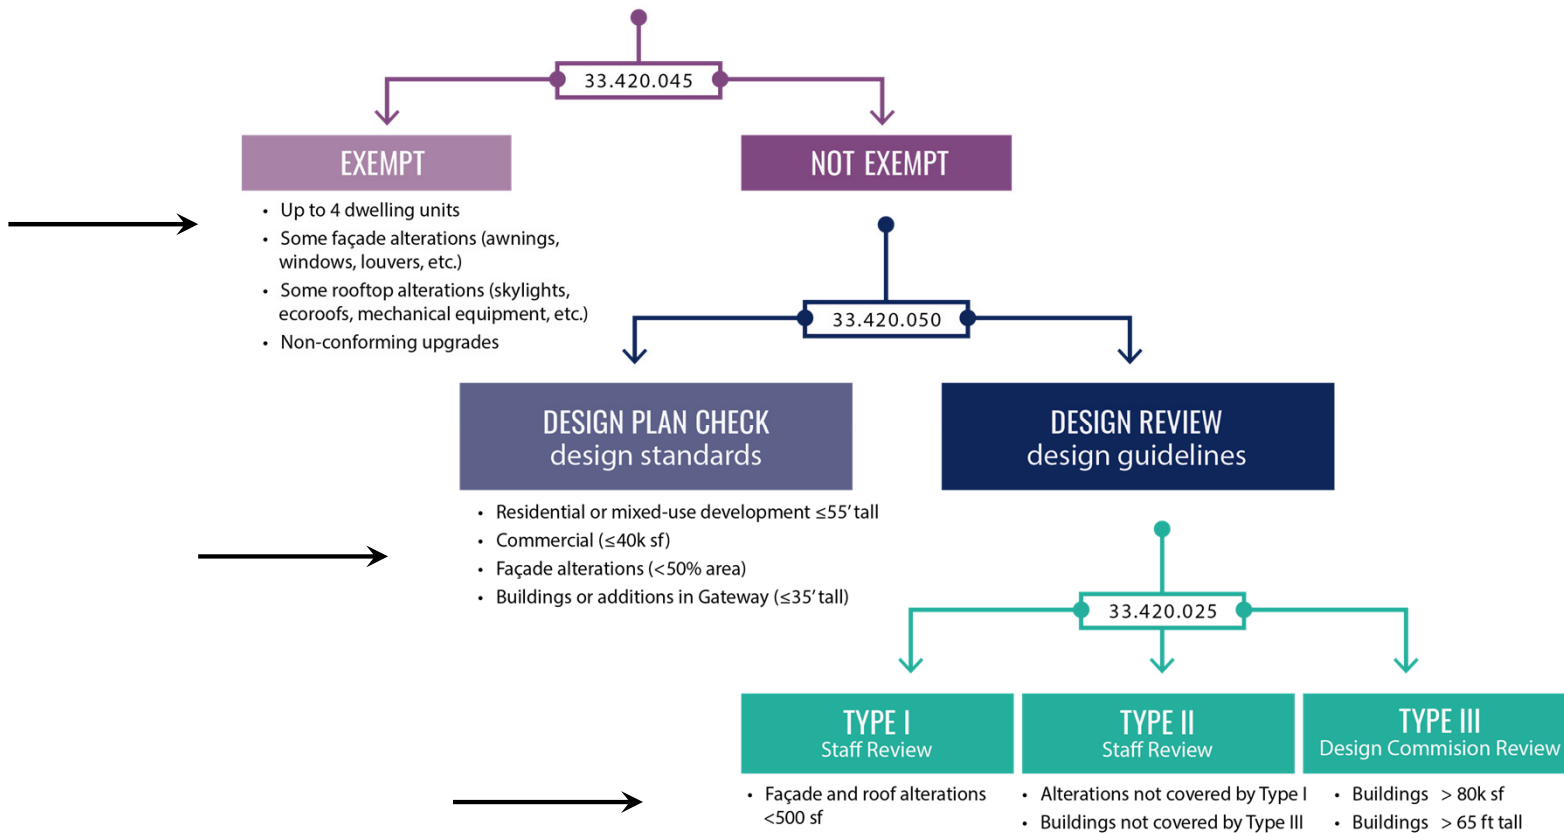 33.420.045
EXEMPT
NOT EXEMPT
• Up to 4 dwelling units
• Some façade alterations (awnings,
windows, louvers, etc.)
• Some rooftop alterations (skylights,
ecoroofs, mechanical equipment, etc.)
• Non-conforming upgrades
33.420.050
DESIGN PLAN CHECK
design standards
DESIGN REVIEW
design guidelines
• Residential or mixed-use development ≤55' tall
• Commercial (≤40k sf)
• Façade alterations (<50% area)
• Buildings or additions in Gateway (≤35' tall)
33.420.025
TYPE I
Staff Review
TYPE II
Staff Review
TYPE III
Design Commision Review
• Façade and roof alterations
<500 sf
• Alterations not covered by Type I
• Buildings not covered by Type III
• Buildings > 80k sf
• Buildings > 65 ft tall